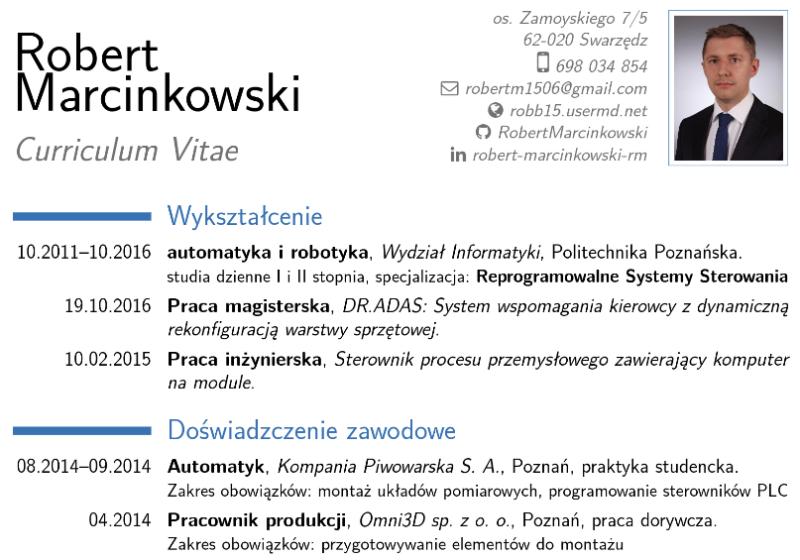 Robert
Marcinkowski
Curriculum Vitae
os. Zamoyskiego 7/5
62-020 Swarzędz
698 034 854
robertm1506@gmail.com
robb15.usermd.net
RobertMarcinkowski
in robert-marcinkowski-rm
Wykształcenie
10.2011–10.2016 automatyka i robotyka, Wydział Informatyki, Politechnika Poznańska.
studia dzienne I i II stopnia, specjalizacja: Reprogramowalne Systemy Sterowania
19.10.2016 Praca magisterska, DR.ADAS: System wspomagania kierowcy z dynamiczną
rekonfiguracją warstwy sprzętowej.
10.02.2015 Praca inżynierska, Sterownik procesu przemysłowego zawierający komputer
na module.
Doświadzczenie zawodowe
08.2014–09.2014 Automatyk, Kompania Piwowarska S. A., Poznań, praktyka studencka.
Zakres obowiązków: montaż układów pomiarowych, programowanie sterowników PLC
04.2014 Pracownik produkcji, Omni3D sp. z o. o., Poznań, praca dorywcza.
Zakres obowiązków: przygotowywanie elementów do montażu